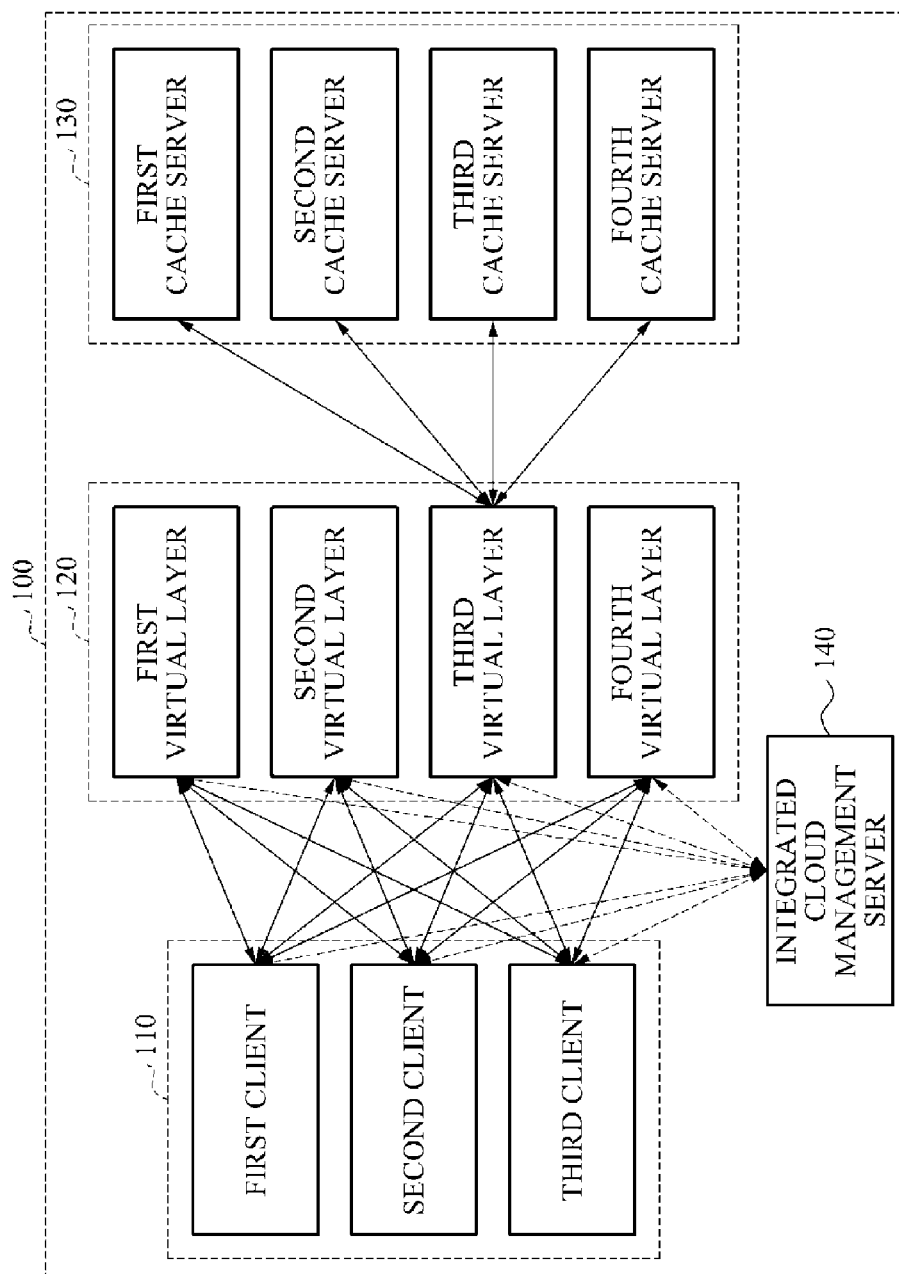 100
110
FIRST CLIENT
SECOND CLIENT
THIRD CLIENT
120
FIRST
VIRTUAL LAYER
SECOND
VIRTUAL LAYER
THIRD
VIRTUAL LAYER
FOURTH
VIRTUAL LAYER
130
FIRST
CACHE SERVER
SECOND
CACHE SERVER
THIRD
CACHE SERVER
FOURTH
CACHE SERVER
140
INTEGRATED
CLOUD
MANAGEMENT
SERVER